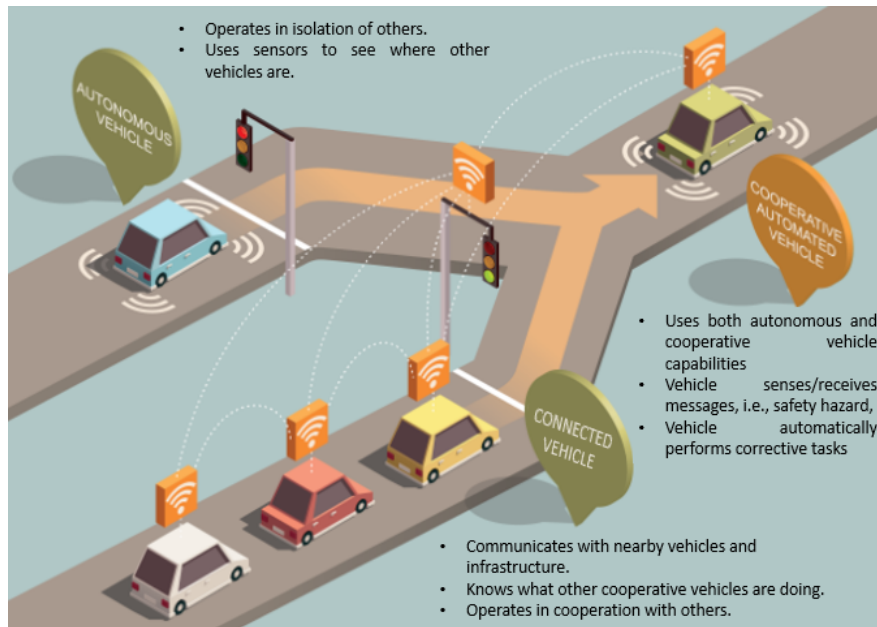 • Operates in isolation of others.
• Uses sensors to see where other
vehicles are.
AUTONOMOUS
VEHICLE
COOPERATIVE
AUTOMATED
VEHICLE
• Uses both autonomous and
cooperative vehicle
capabilities
• Vehicle senses/receives
messages, i.e., safety hazard,
• Vehicle automatically
performs corrective tasks
CONNECTED
VEHICLE
• Communicates with nearby vehicles and
infrastructure.
• Knows what other cooperative vehicles are doing.
• Operates in cooperation with others.